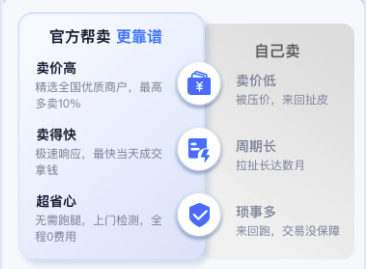 官方帮卖 更靠谱
卖价高
精选全国优质商户，最高
多卖10%
卖得快
极速响应，最快当天成交
拿钱
超省心
无需跑腿，上门检测，全
程0费用
自己卖
卖价低
被压价，来回扯皮
周期长
拉扯长达数月
琐事多
来回跑，交易没保障
¥